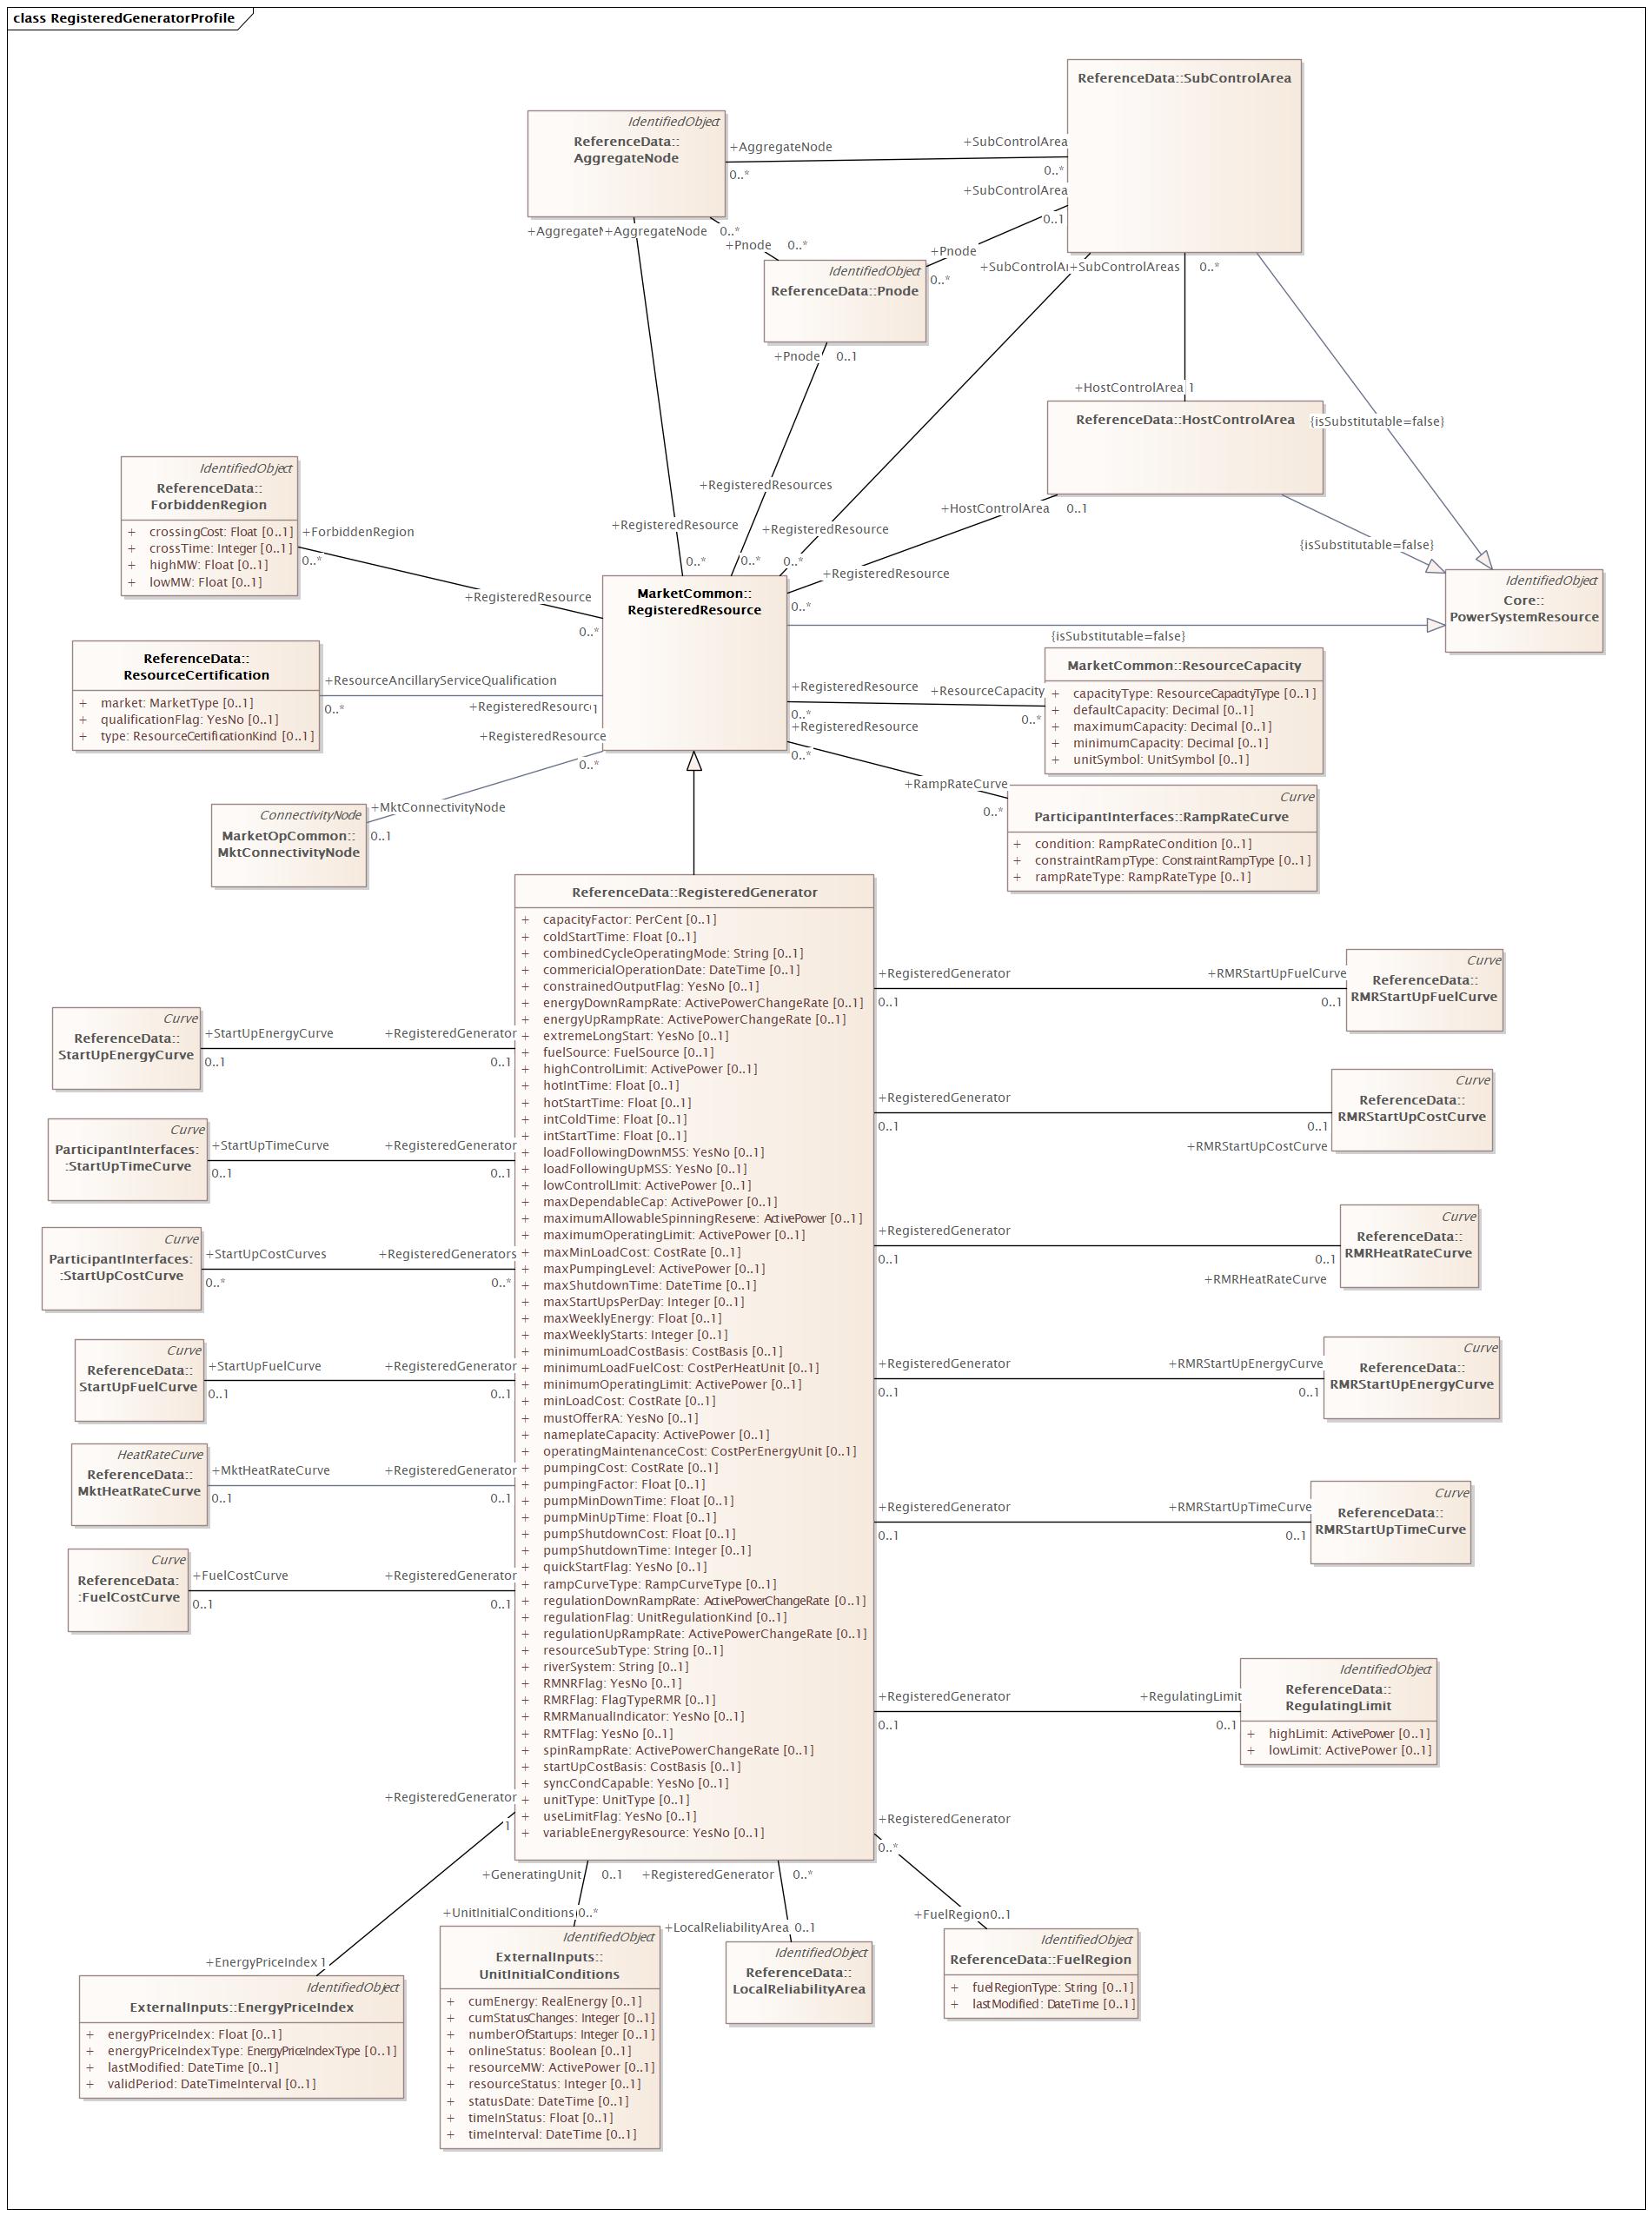 class RegisteredGeneratorProfile
ReferenceData::SubControlArea
IdentifiedObject
ReferenceData::
AggregateNode
+AggregateNode
0..*
+SubControlArea
0..*
+SubControlArea
0..1
+Pnode
0..*
+AggregateN
+AggregateNode
0..*
+Pnode
0..*
IdentifiedObject
ReferenceData::Pnode
+SubControlAr
+SubControlAreas
0..*
+Pnode
0..1
+HostControlArea
1
ReferenceData::HostControlArea
{isSubstitutable=false}
+HostControlArea
0..1
{isSubstitutable=false}
IdentifiedObject
ReferenceData::
ForbiddenRegion
+ crossingCost: Float [0..1]
+ crossTime: Integer [0..1]
+ highMW: Float [0..1]
+ lowMW: Float [0..1]
+ForbiddenRegion
0..*
+RegisteredResource
0..*
+RegisteredResource
0..*
+RegisteredResources
0..*
+RegisteredResource
0..*
+RegisteredResource
0..*
MarketCommon::
RegisteredResource
IdentifiedObject
Core::
PowerSystemResource
{isSubstitutable=false}
ReferenceData::
ResourceCertification
+ market: MarketType [0..1]
+ qualificationFlag: YesNo [0..1]
+ type: ResourceCertificationKind [0..1]
+ResourceAncillaryServiceQualification
0..*
+RegisteredResource
1
+RegisteredResource
0..*
+MktConnectivityNode
0..1
ConnectivityNode
MarketOpCommon::
MktConnectivityNode
+RegisteredResource
0..*
+ResourceCapacity
0..*
MarketCommon::ResourceCapacity
+ capacityType: ResourceCapacityType [0..1]
+ defaultCapacity: Decimal [0..1]
+ maximumCapacity: Decimal [0..1]
+ minimumCapacity: Decimal [0..1]
+ unitSymbol: UnitSymbol [0..1]
+RegisteredResource
0..*
+RampRateCurve
0..*
Curve
ParticipantInterfaces::RampRateCurve
+ condition: RampRateCondition [0..1]
+ constraintRampType: ConstraintRampType [0..1]
+ rampRateType: RampRateType [0..1]
ReferenceData::RegisteredGenerator
+ capacityFactor: PerCent [0..1]
+ coldStartTime: Float [0..1]
+ combinedCycleOperatingMode: String [0..1]
+ commericialOperationDate: DateTime [0..1]
+ constrainedOutputFlag: YesNo [0..1]
+ energyDownRampRate: ActivePowerChangeRate [0..1]
+ energyUpRampRate: ActivePowerChangeRate [0..1]
+ extremeLongStart: YesNo [0..1]
+ fuelSource: FuelSource [0..1]
+ highControlLimit: ActivePower [0..1]
+ hotIntTime: Float [0..1]
+ hotStartTime: Float [0..1]
+ intColdTime: Float [0..1]
+ intStartTime: Float [0..1]
+ loadFollowingDownMSS: YesNo [0..1]
+ loadFollowingUpMSS: YesNo [0..1]
+ lowControlLImit: ActivePower [0..1]
+ maxDependableCap: ActivePower [0..1]
+ maximumAllowableSpinningReserve: ActivePower [0..1]
+ maximumOperatingLimit: ActivePower [0..1]
+ maxMinLoadCost: CostRate [0..1]
+ maxPumpingLevel: ActivePower [0..1]
+ maxShutdownTime: DateTime [0..1]
+ maxStartUpsPerDay: Integer [0..1]
+ maxWeeklyEnergy: Float [0..1]
+ maxWeeklyStarts: Integer [0..1]
+ minimumLoadCostBasis: CostBasis [0..1]
+ minimumLoadFuelCost: CostPerHeatUnit [0..1]
+ minimumOperatingLimit: ActivePower [0..1]
+ minLoadCost: CostRate [0..1]
+ mustOfferRA: YesNo [0..1]
+ nameplateCapacity: ActivePower [0..1]
+ operatingMaintenanceCost: CostPerEnergyUnit [0..1]
+ pumpingCost: CostRate [0..1]
+ pumpingFactor: Float [0..1]
+ pumpMinDownTime: Float [0..1]
+ pumpMinUpTime: Float [0..1]
+ pumpShutdownCost: Float [0..1]
+ pumpShutdownTime: Integer [0..1]
+ quickStartFlag: YesNo [0..1]
+ rampCurveType: RampCurveType [0..1]
+ regulationDownRampRate: ActivePowerChangeRate [0..1]
+ regulationFlag: UnitRegulationKind [0..1]
+ regulationUpRampRate: ActivePowerChangeRate [0..1]
+ resourceSubType: String [0..1]
+ riverSystem: String [0..1]
+ RMNRFlag: YesNo [0..1]
+ RMRFlag: FlagTypeRMR [0..1]
+ RMRManualIndicator: YesNo [0..1]
+ RMTFlag: YesNo [0..1]
+ spinRampRate: ActivePowerChangeRate [0..1]
+ startUpCostBasis: CostBasis [0..1]
+ syncCondCapable: YesNo [0..1]
+ unitType: UnitType [0..1]
+ useLimitFlag: YesNo [0..1]
+ variableEnergyResource: YesNo [0..1]
Curve
ReferenceData::
StartUpEnergyCurve
+StartUpEnergyCurve
0..1
+RegisteredGenerator
0..1
Curve
ParticipantInterfaces:
:StartUpTimeCurve
+StartUpTimeCurve
0..1
+RegisteredGenerator
0..1
Curve
ParticipantInterfaces:
:StartUpCostCurve
+StartUpCostCurves
0..*
+RegisteredGenerators
0..*
Curve
ReferenceData::
StartUpFuelCurve
+StartUpFuelCurve
0..1
+RegisteredGenerator
0..1
HeatRateCurve
ReferenceData::
MktHeatRateCurve
+MktHeatRateCurve
0..1
+RegisteredGenerator
0..1
Curve
ReferenceData:
:FuelCostCurve
+FuelCostCurve
0..1
+RegisteredGenerator
0..1
+RegisteredGenerator
0..1
+RMRStartUpFuelCurve
0..1
Curve
ReferenceData::
RMRStartUpFuelCurve
+RegisteredGenerator
0..1
0..1
+RMRStartUpCostCurve
Curve
ReferenceData::
RMRStartUpCostCurve
+RegisteredGenerator
0..1
0..1
+RMRHeatRateCurve
Curve
ReferenceData::
RMRHeatRateCurve
+RegisteredGenerator
0..1
+RMRStartUpEnergyCurve
0..1
Curve
ReferenceData::
RMRStartUpEnergyCurve
+RegisteredGenerator
0..1
+RMRStartUpTimeCurve
0..1
Curve
ReferenceData::
RMRStartUpTimeCurve
+RegisteredGenerator
0..1
+RegulatingLimit
0..1
IdentifiedObject
ReferenceData::
RegulatingLimit
+ highLimit: ActivePower [0..1]
+ lowLimit: ActivePower [0..1]
+RegisteredGenerator
1
+EnergyPriceIndex
1
IdentifiedObject
ExternalInputs::EnergyPriceIndex
+ energyPriceIndex: Float [0..1]
+ energyPriceIndexType: EnergyPriceIndexType [0..1]
+ lastModified: DateTime [0..1]
+ validPeriod: DateTimeInterval [0..1]
+GeneratingUnit
0..1
+UnitInitialConditions
0..*
IdentifiedObject
ExternalInputs::
UnitInitialConditions
+ cumEnergy: RealEnergy [0..1]
+ cumStatusChanges: Integer [0..1]
+ numberOfStartups: Integer [0..1]
+ onlineStatus: Boolean [0..1]
+ resourceMW: ActivePower [0..1]
+ resourceStatus: Integer [0..1]
+ statusDate: DateTime [0..1]
+ timeInStatus: Float [0..1]
+ timeInterval: DateTime [0..1]
+RegisteredGenerator
0..*
+LocalReliabilityArea
0..1
IdentifiedObject
ReferenceData::
LocalReliabilityArea
+RegisteredGenerator
0..*
+FuelRegion
0..1
IdentifiedObject
ReferenceData::FuelRegion
+ fuelRegionType: String [0..1]
+ lastModified: DateTime [0..1]